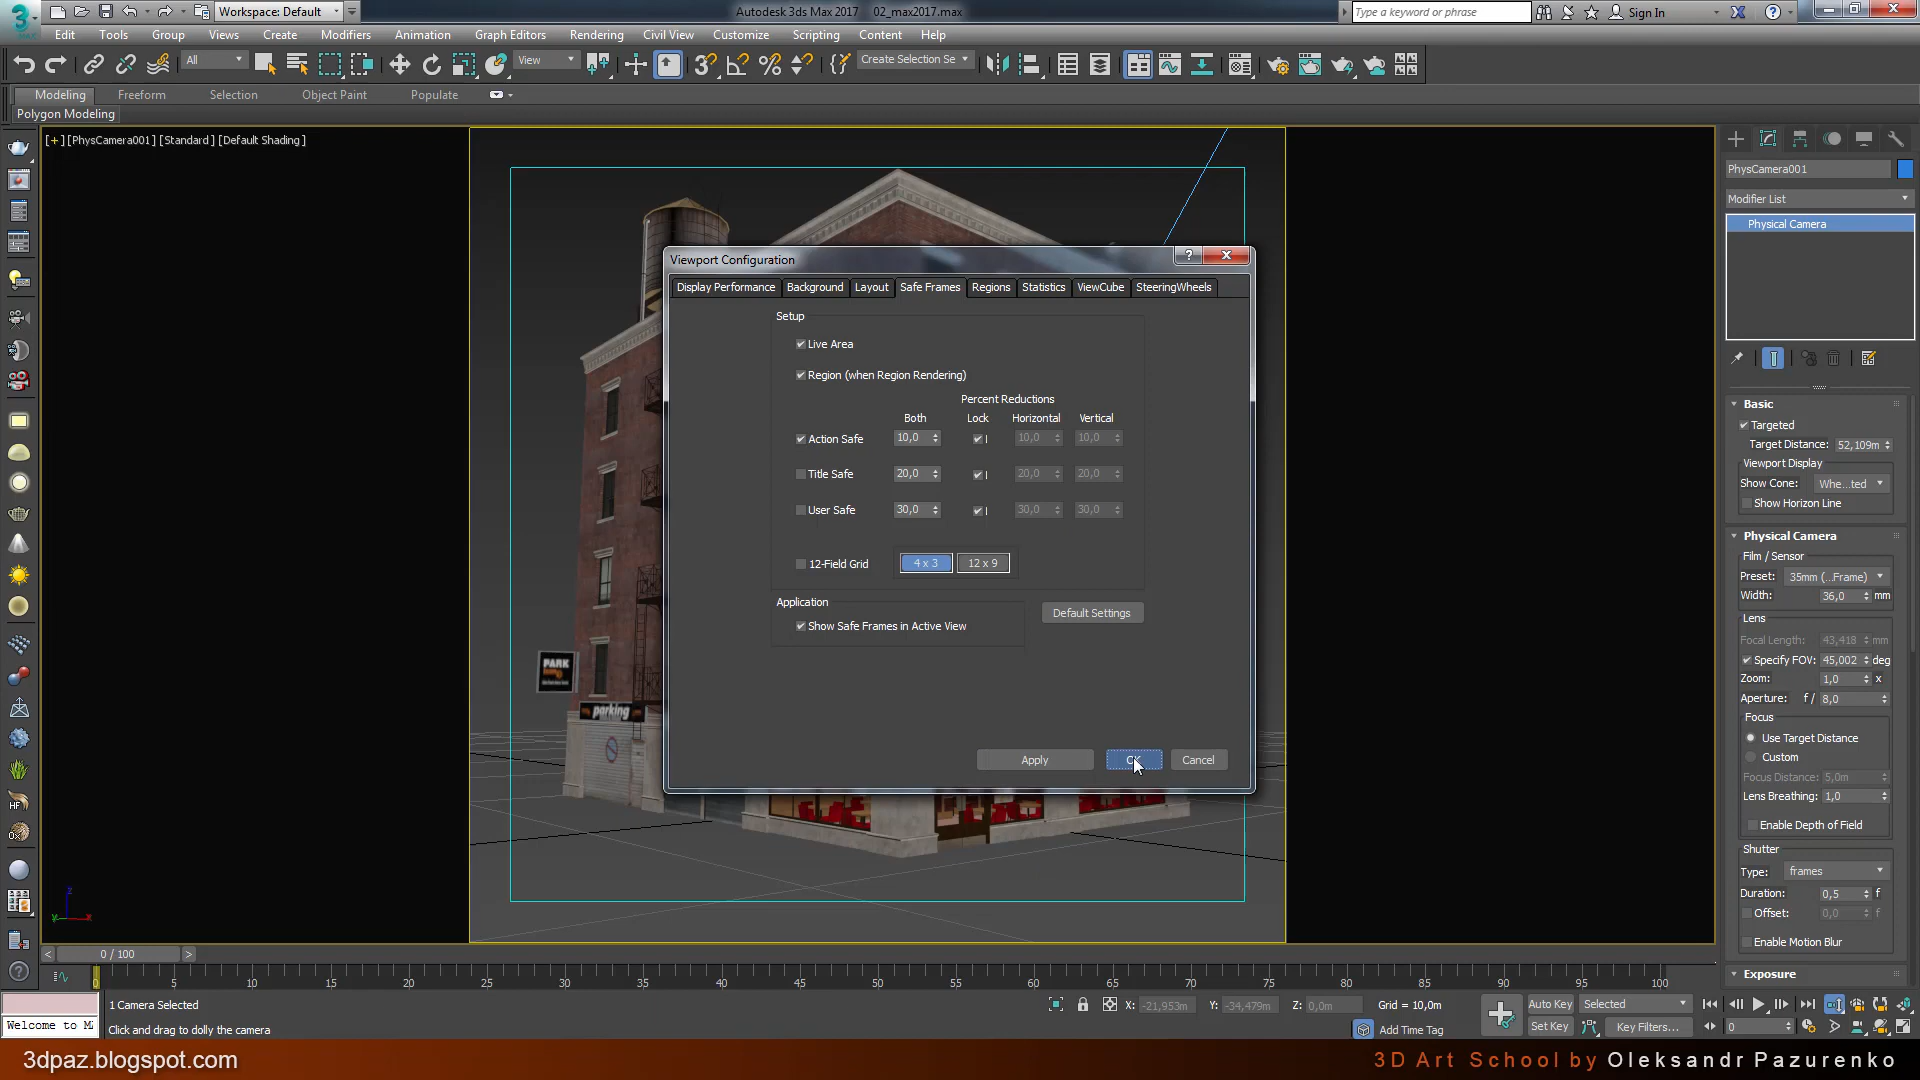 Workspace: Default
Autodesk 3ds Max 2017    02_max2017.max
Type a keyword or phrase
Sign In
Edit Tools Group Views Create Modifiers Animation Graph Editors Rendering Civil View Customize Scripting Content Help
All
View
Create Selection Se
Modeling Freeform Selection Object Paint Populate
Polygon Modeling
[+] [PhysCamera001] [Standard] [Default Shading]
PhysCamera001
Modifier List
Physical Camera
Viewport Configuration
Display Performance Background Layout Safe Frames Regions Statistics ViewCube SteeringWheels
Setup
Live Area
Region (when Region Rendering)
Percent Reductions
Both Lock Horizontal Vertical
Action Safe 10,0 10,0 10,0
Title Safe 20,0 20,0 20,0
User Safe 30,0 30,0 30,0
12-Field Grid 4 x 3 12 x 9
Application
Show Safe Frames in Active View
Default Settings
Apply OK Cancel
PARK
parking
Basic
Targeted
Target Distance: 52,109m
Viewport Display
Show Cone: Whe...ted
Show Horizon Line
Physical Camera
Film / Sensor
Preset: 35mm (...Frame)
Width: 36,0 mm
Lens
Focal Length: 43,418 mm
Specify FOV: 45,002 deg
Zoom: 1,0 x
Aperture: f / 8,0
Focus
Use Target Distance
Custom
Focus Distance: 5,0m
Lens Breathing: 1,0
Enable Depth of Field
Shutter
Type: frames
Duration: 0,5 f
Offset: 0,0 f
Enable Motion Blur
Exposure
z
y x
< 0 / 100 >
0 5 10 15 20 25 30 35 40 45 50 55 60 65 70 75 80 85 90 95 100
1 Camera Selected
X: -21,953m Y: -34,479m Z: 0,0m Grid = 10,0m
Auto Key Selected
Welcome to M
Click and drag to dolly the camera
Add Time Tag
Set Key Key Filters...
0
3dpaz.blogspot.com
3D Art School by Oleksandr Pazurenko